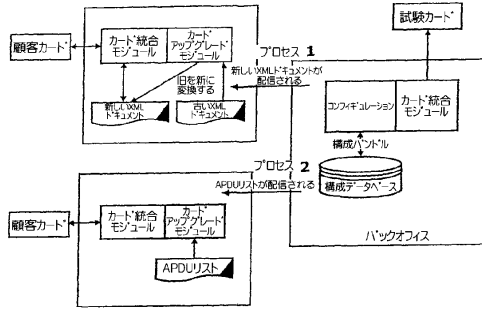 顧客カード
カード統合
モジュール
カード
アップグレード
モジュール
旧を新に
変換する
新しいXML
ドキュメント
古いXML
ドキュメント
プロセス 1
新しいXMLドキュメントが
配信される
試験カード
コンフィギュレーション
カード統合
モジュール
構成バンドル
構成データベース
バックオフィス
プロセス 2
APDUリストが配信される
顧客カード
カード統合
モジュール
カード
アップグレード
モジュール
APDUリスト